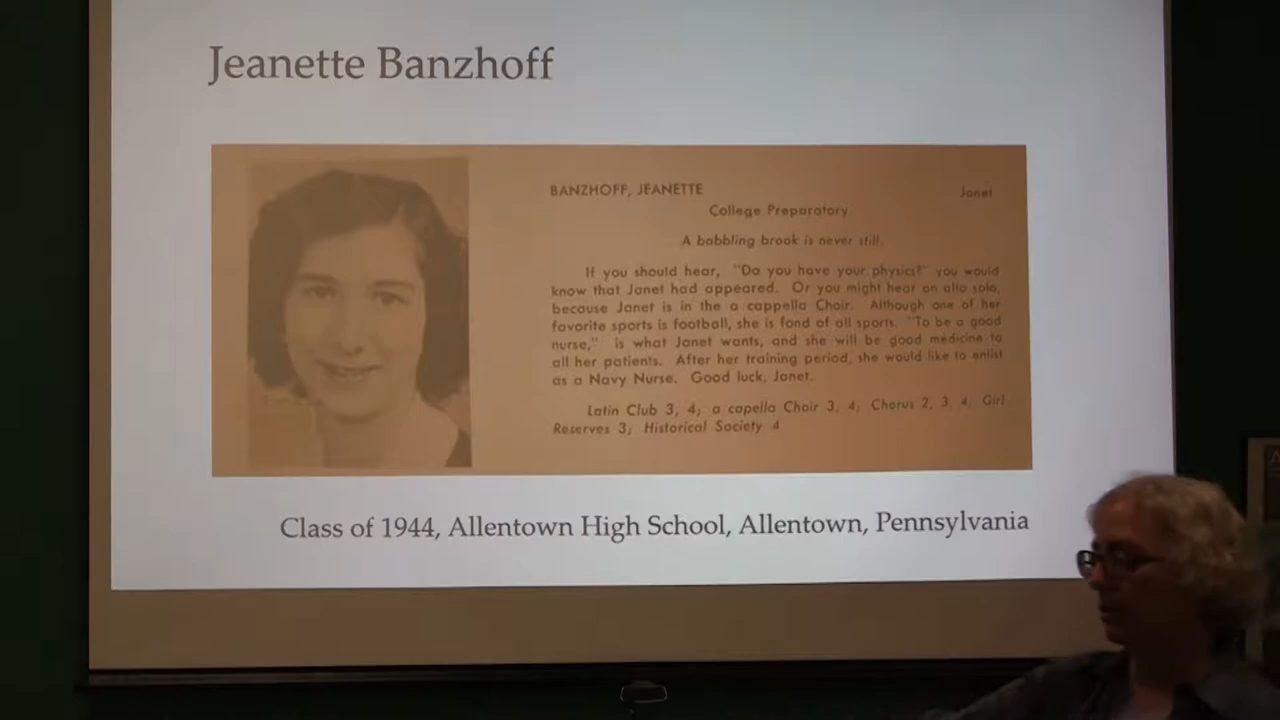 Jeanette Banzhoff
BANZHOFF, JEANETTE Janet
College Preparatory
A babbling brook is never still.
If you should hear, "Do you have your physics?" you would
know that Janet had appeared. Or you might hear an alto solo,
because Janet is in the a cappella Choir. Although one of her
favorite sports is football, she is fond of all sports. "To be a good
nurse," is what Janet wants, and she will be good medicine to
all her patients. After her training period, she would like to enlist
as a Navy Nurse. Good luck, Janet.
Latin Club 3, 4; a capella Choir 3, 4; Chorus 2, 3, 4, Girl
Reserves 3; Historical Society 4
Class of 1944, Allentown High School, Allentown, Pennsylvania